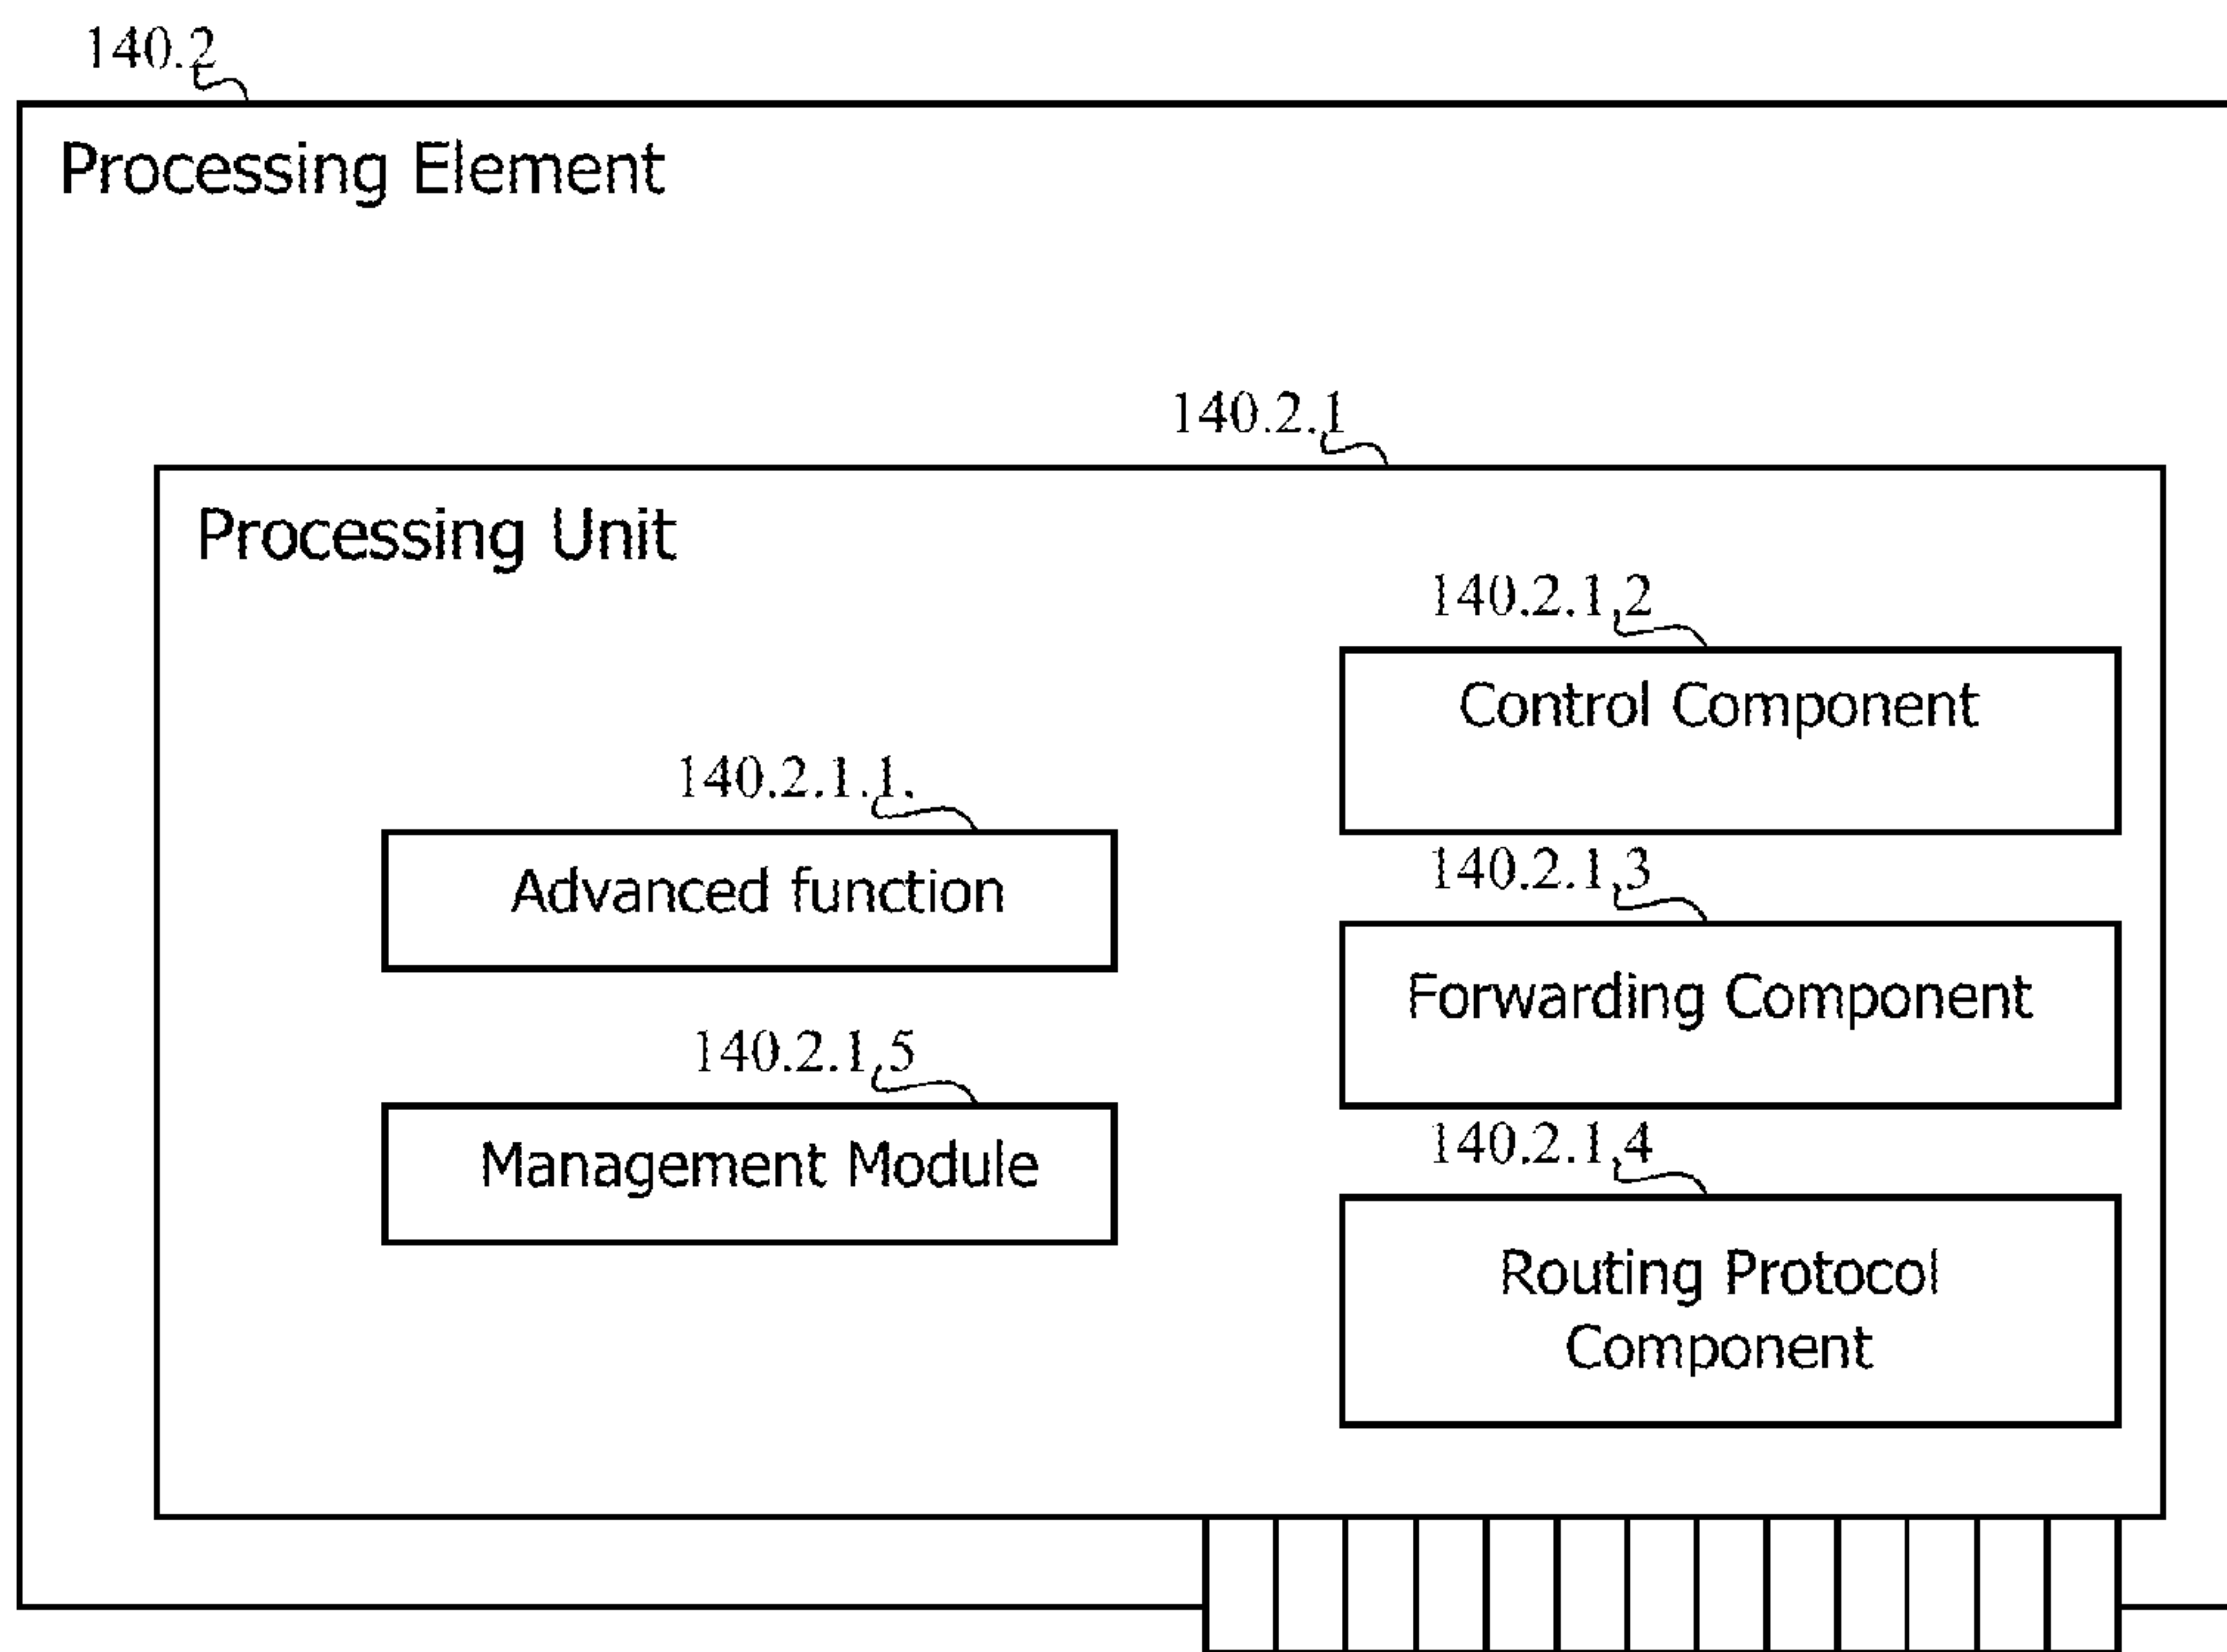 140.2
Processing Element
140.2.1
Processing Unit
140.2.1.2
Control Component
140.2.1.1.
Advanced function
140.2.1.3
Forwarding Component
140.2.1.5
Management Module
140.2.1.4
Routing Protocol
Component